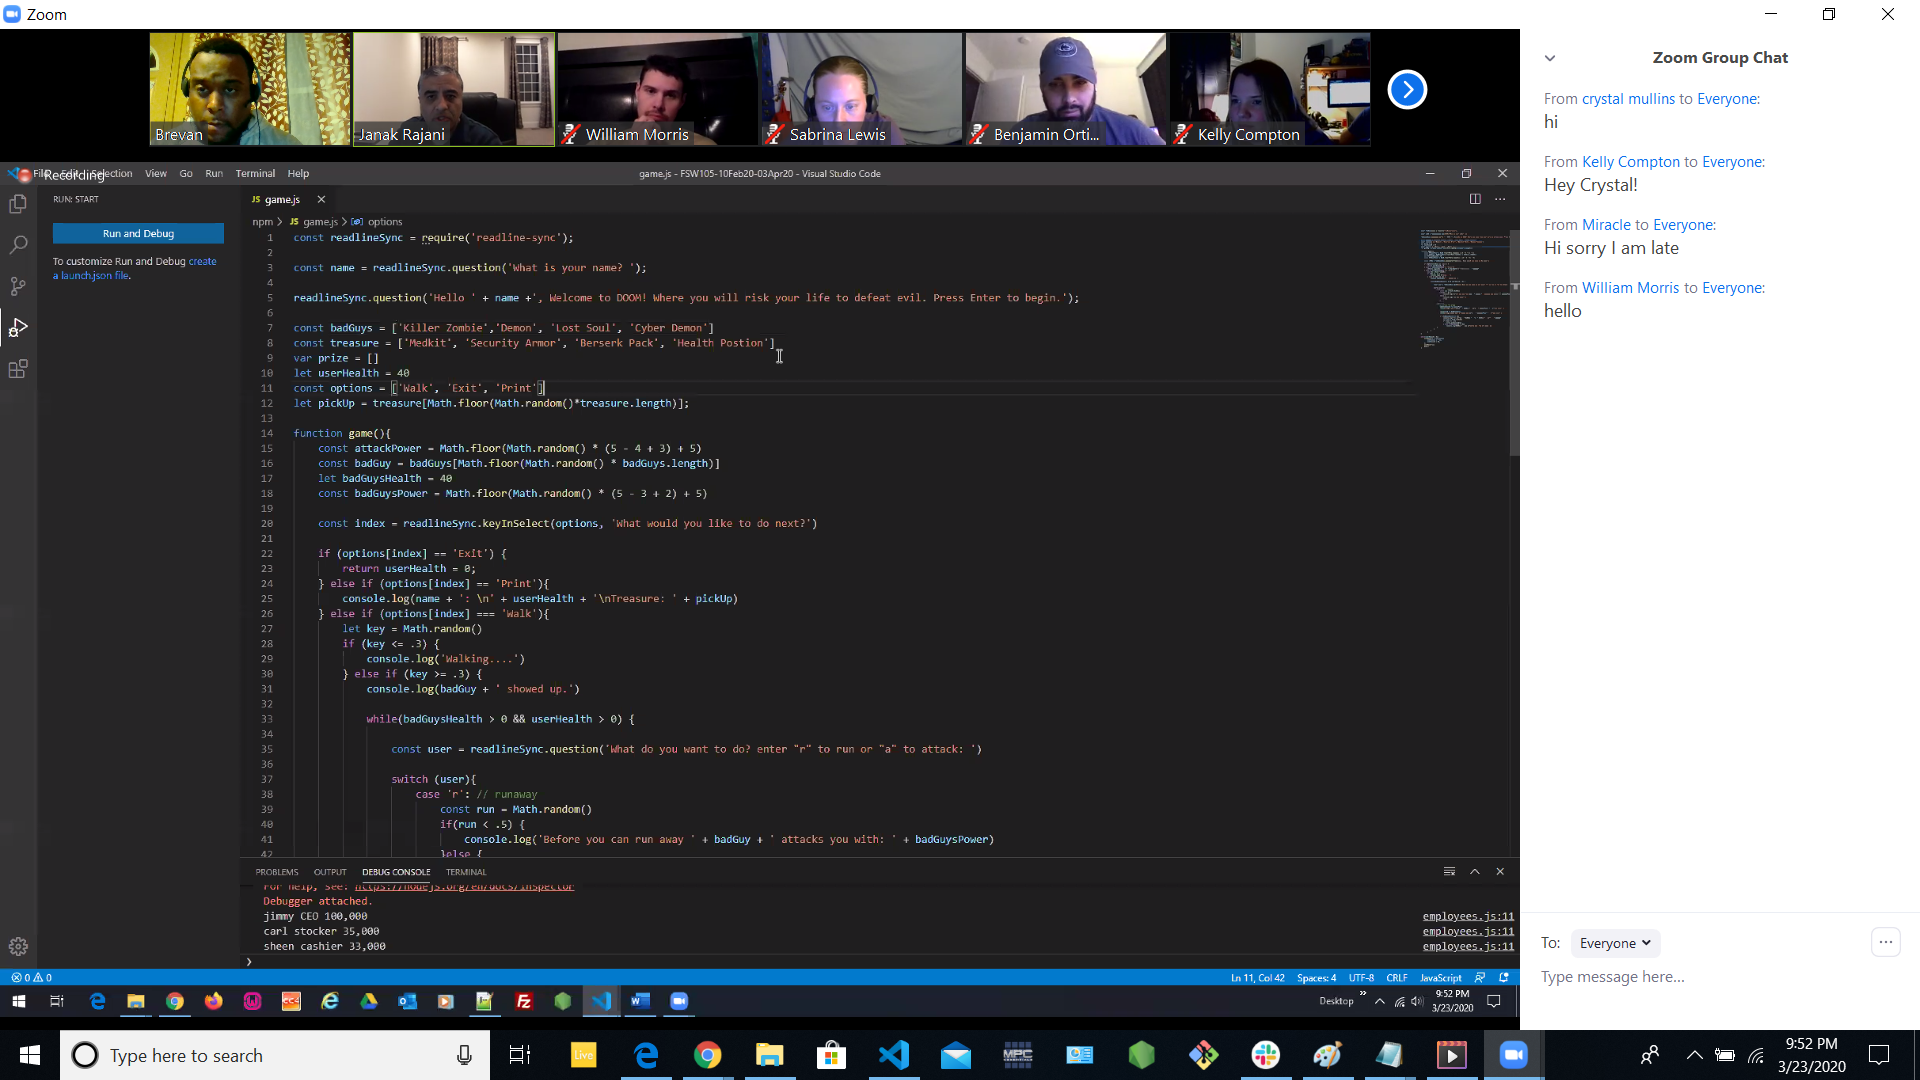 Zoom
Brevan
Janak Rajani
William Morris
Sabrina Lewis
Benjamin Orti...
Kelly Compton
Recording
View Go Run Terminal Help
game.js - FSW105-10Feb20-03Apr20 - Visual Studio Code
RUN: START
Run and Debug
To customize Run and Debug create
a launch.json file.
JS game.js
npm > JS game.js > options
1 const readlineSync = require('readline-sync');
2
3 const name = readlineSync.question('What is your name? ');
4
5 readlineSync.question('Hello ' + name +', Welcome to DOOM! Where you will risk your life to defeat evil. Press Enter to begin.');
6
7 const badGuys = ['Killer Zombie','Demon', 'Lost Soul', 'Cyber Demon']
8 const treasure = ['Medkit', 'Security Armor', 'Berserk Pack', 'Health Postion']
9 var prize = []
10 let userHealth = 40
11 const options = ['Walk', 'Exit', 'Print']
12 let pickUp = treasure[Math.floor(Math.random()*treasure.length)];
13
14 function game(){
15 const attackPower = Math.floor(Math.random() * (5 - 4 + 3) + 5)
16 const badGuy = badGuys[Math.floor(Math.random() * badGuys.length)]
17 let badGuysHealth = 40
18 const badGuysPower = Math.floor(Math.random() * (5 - 3 + 2) + 5)
19
20 const index = readlineSync.keyInSelect(options, 'What would you like to do next?')
21
22 if (options[index] == 'Exit') {
23 return userHealth = 0;
24 } else if (options[index] == 'Print'){
25 console.log(name + ': \n' + userHealth + '\nTreasure: ' + pickUp)
26 } else if (options[index] === 'Walk'){
27 let key = Math.random()
28 if (key <= .3) {
29 console.log('Walking....')
30 } else if (key >= .3) {
31 console.log(badGuy + ' showed up.')
32
33 while(badGuysHealth > 0 && userHealth > 0) {
34
35 const user = readlineSync.question('What do you want to do? enter "r" to run or "a" to attack: ')
36
37 switch (user){
38 case 'r': // runaway
39 const run = Math.random()
40 if(run < .5) {
41 console.log('Before you can run away ' + badGuy + ' attacks you with: ' + badGuysPower)
42 }else {
PROBLEMS OUTPUT DEBUG CONSOLE TERMINAL
For help, see: https://nodejs.org/en/docs/inspector
Debugger attached.
jimmy CEO 100,000 employees.js:11
carl stocker 35,000 employees.js:11
sheen cashier 33,000 employees.js:11
0 0 Ln 11, Col 42 Spaces: 4 UTF-8 CRLF JavaScript
Desktop 9:52 PM
3/23/2020
Zoom Group Chat
From crystal mullins to Everyone:
hi
From Kelly Compton to Everyone:
Hey Crystal!
From Miracle to Everyone:
Hi sorry I am late
From William Morris to Everyone:
hello
To: Everyone
Type message here...
Type here to search
Live
MPC
9:52 PM
3/23/2020